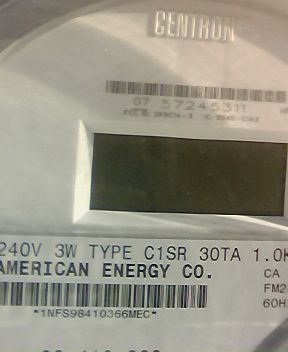 CENTRON
07 57245311
240V 3W TYPE C1SR 30TA 1.0K
AMERICAN ENERGY CO.
CA
FM2
60H
*1NFS98410366MEC*